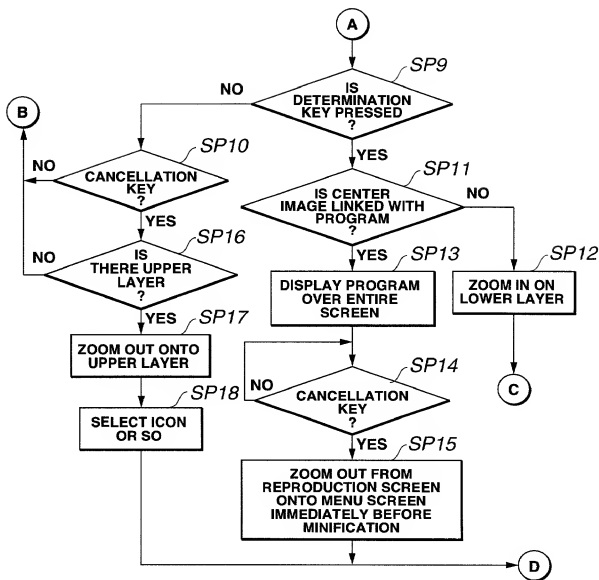 A
SP9
NO
IS
DETERMINATION
KEY PRESSED
?
B
SP10
YES
SP11
NO
CANCELLATION
KEY
?
IS CENTER
IMAGE LINKED WITH
PROGRAM
?
NO
YES
SP16
NO
IS
THERE UPPER
LAYER
?
YES
SP13
SP12
DISPLAY PROGRAM
OVER ENTIRE
SCREEN
ZOOM IN ON
LOWER LAYER
YES
SP17
ZOOM OUT ONTO
UPPER LAYER
SP14
NO
CANCELLATION
KEY
?
C
SP18
SELECT ICON
OR SO
YES
SP15
ZOOM OUT FROM
REPRODUCTION SCREEN
ONTO MENU SCREEN
IMMEDIATELY BEFORE
MINIFICATION
D